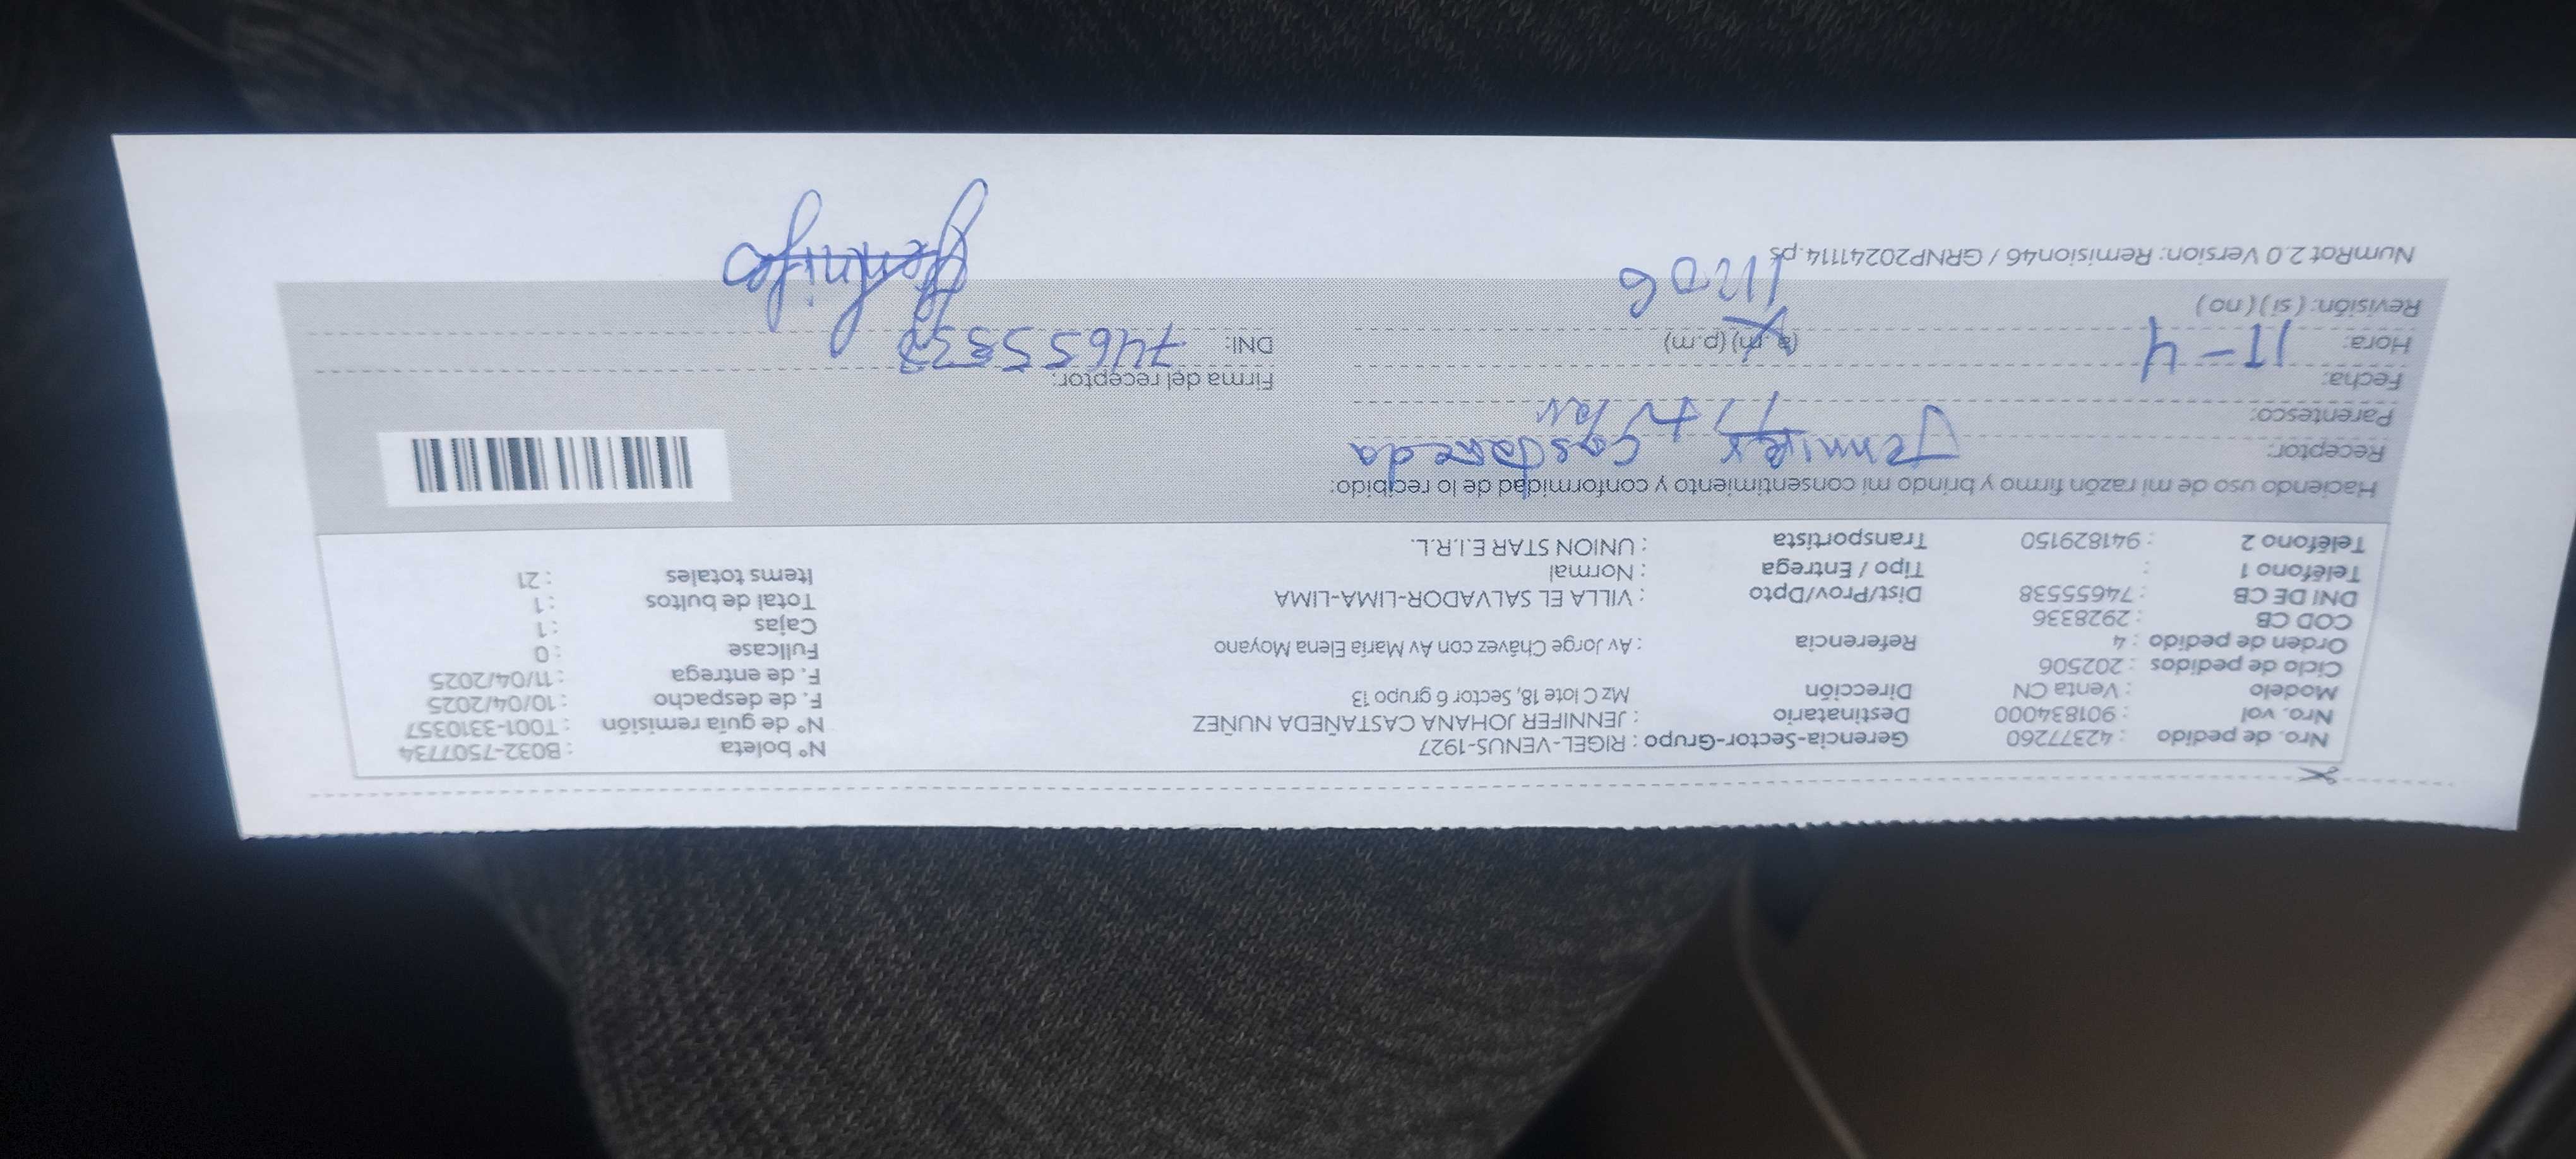 Nro. de pedido : 42377260 Gerencia-Sector-Grupo : RIGEL-VENUS-1927 N° boleta : B032-7507734
Nro. vol : 901834000 Destinatario : JENNIFER JOHANA CASTAÑEDA NUÑEZ N° de guía remisión : T001-3310357
Modelo : Venta CN Dirección Mz C lote 18, Sector 6 grupo 13 F. de despacho : 10/04/2025
Ciclo de pedidos : 202506 F. de entrega : 11/04/2025
Orden de pedido : 4 Referencia : Av Jorge Chávez con Av María Elena Moyano Fullcase : 0
COD CB : 2928336 Cajas : 1
DNI DE CB : 74655538 Dist/Prov/Dpto : VILLA EL SALVADOR-LIMA-LIMA Total de bultos : 1
Teléfono 1 : Tipo / Entrega : Normal Items totales : 21
Teléfono 2 : 941829150 Transportista : UNION STAR E.I.R.L.
Haciendo uso de mi razón firmo y brindo mi consentimiento y conformidad de lo recibido:
Receptor: Jennifer Castañeda
Parentesco: titular
Fecha: 11-4 Firma del receptor:
Hora: (a.m) (p.m) DNI: 74655538
Revisión: ( si ) ( no ) 11:06
NumRot 2.0 Version: Remision46 / GRNP20241114.ps Jennifer